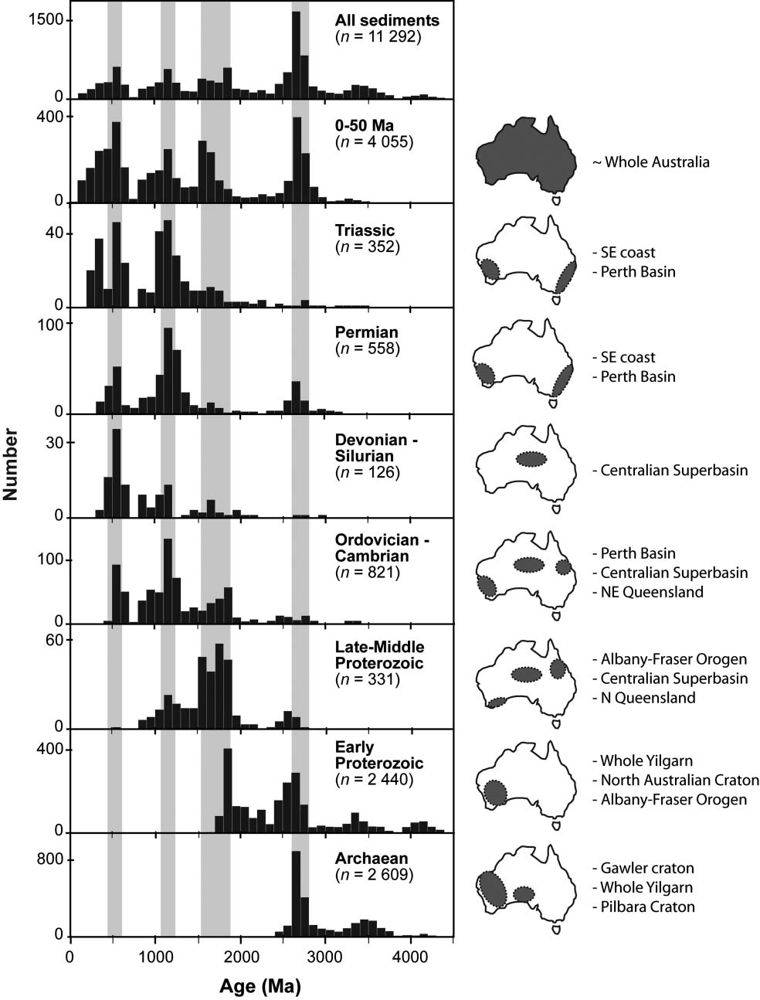 1500
All sediments
(n = 11 292)
0
400
0-50 Ma
(n = 4 055)
~ Whole Australia
0
40
Triassic
(n = 352)
- SE coast
- Perth Basin
0
100
Permian
(n = 558)
- SE coast
- Perth Basin
0
30
Devonian -
Silurian
(n = 126)
- Centralian Superbasin
0
Number
100
Ordovician -
Cambrian
(n = 821)
- Perth Basin
- Centralian Superbasin
- NE Queensland
0
60
Late-Middle
Proterozoic
(n = 331)
- Albany-Fraser Orogen
- Centralian Superbasin
- N Queensland
0
400
Early
Proterozoic
(n = 2 440)
- Whole Yilgarn
- North Australian Craton
- Albany-Fraser Orogen
0
800
Archaean
(n = 2 609)
- Gawler craton
- Whole Yilgarn
- Pilbara Craton
0
0 1000 2000 3000 4000
Age (Ma)